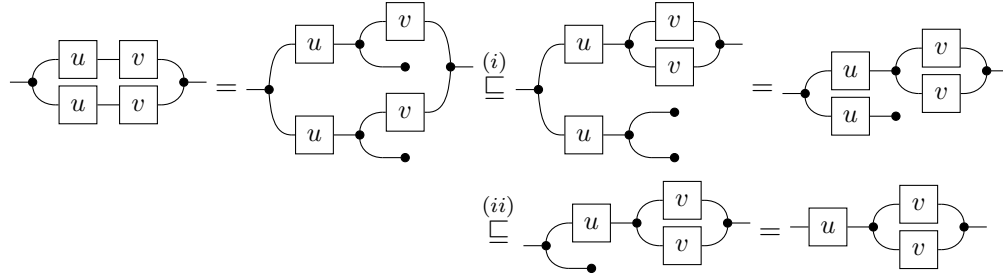 u v u v = u v u v (i) ⊑ u v v u = u v v u
(ii) ⊑ u v v = u v v